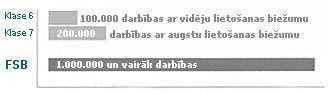 Klase 6 100.000 darbības ar vidēju lietošanas biežumu
Klase 7 200.000 darbības ar augstu lietošanas biežumu
FSB 1.000.000 un vairāk darbības